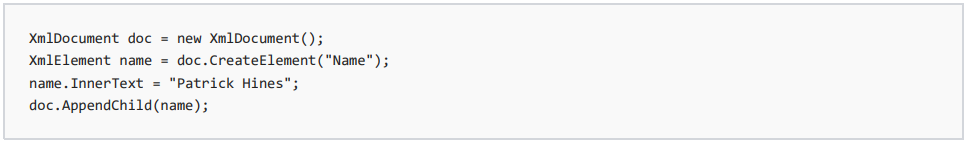 XmlDocument doc = new XmlDocument();
XmlElement name = doc.CreateElement("Name");
name.InnerText = "Patrick Hines";
doc.AppendChild(name);